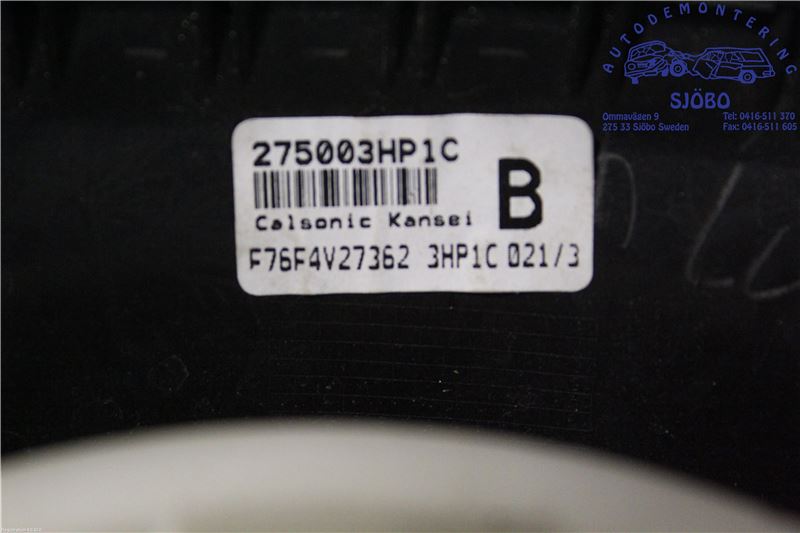 AUTODEMONTERING
SJÖBO
Ommavägen 9
275 33 Sjöbo Sweden
Tel: 0416-511 370
Fax: 0416-511 605
275003HP1C
B
Calsonic Kansei
F76F4V27362 3HP1C 021/3